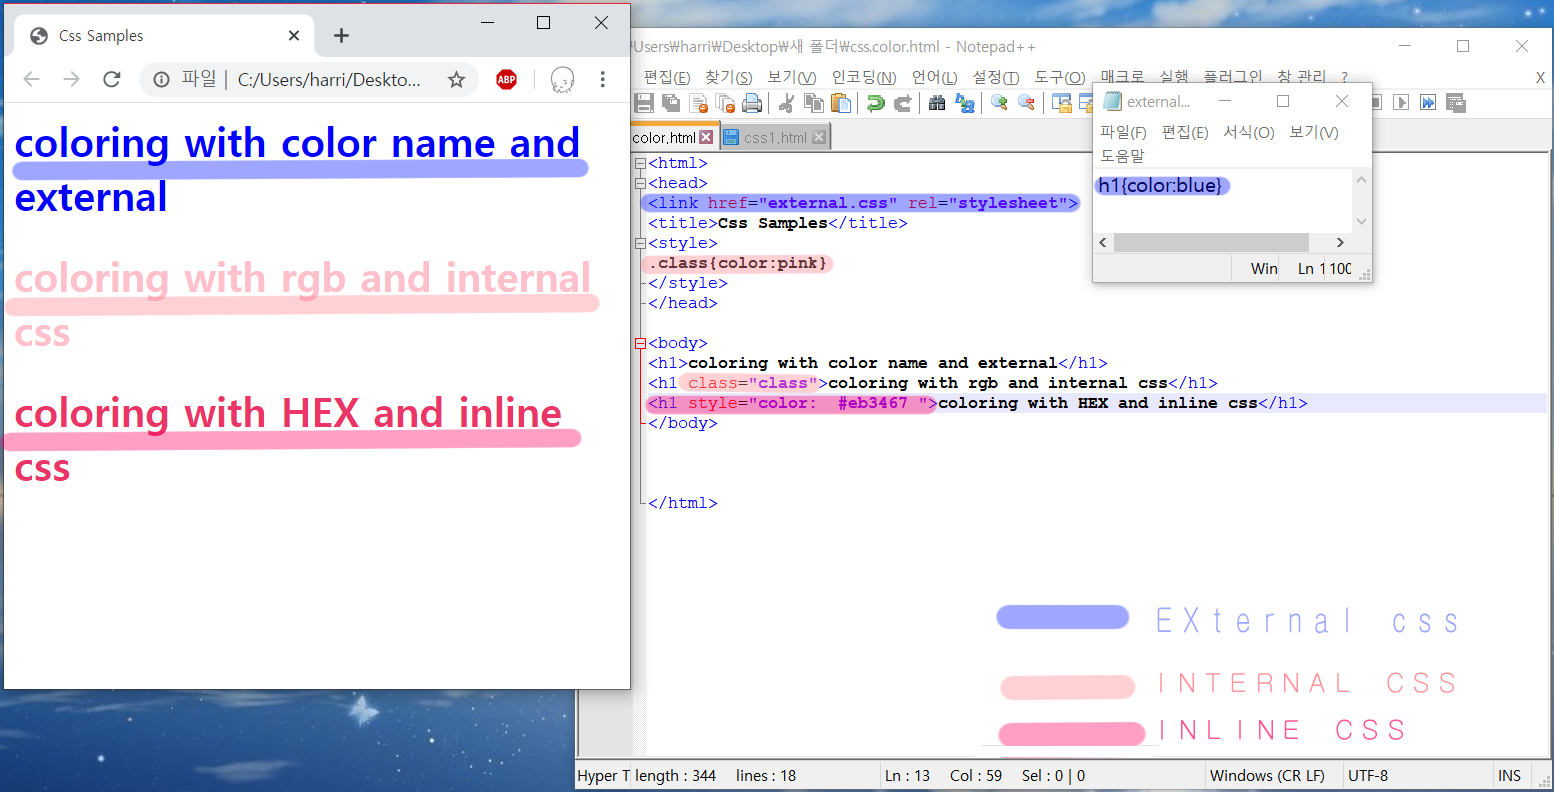 Css Samples
파일 | C:/Users/harri/Deskto...
ABP
coloring with color name and
external
coloring with rgb and internal
css
coloring with HEX and inline
css
₩Users₩harri₩Desktop₩새 폴더₩css.color.html - Notepad++
편집(E) 찾기(S) 보기(V) 인코딩(N) 언어(L) 설정(T) 도구(O) 매크로 실행 플러그인 창 관리 ? X
color.html css1.html
<html>
<head>
<link href="external.css" rel="stylesheet">
<title>Css Samples</title>
<style>
.class{color:pink}
</style>
</head>
<body>
<h1>coloring with color name and external</h1>
<h1 class="class">coloring with rgb and internal css</h1>
<h1 style="color:  #eb3467 ">coloring with HEX and inline css</h1>
</body>
</html>
external...
파일(F) 편집(E) 서식(O) 보기(V)
도움말
h1{color:blue}
Win Ln 1 100
EXternal css
INTERNAL CSS
INLINE CSS
Hyper T length : 344 lines : 18 Ln : 13 Col : 59 Sel : 0 | 0 Windows (CR LF) UTF-8 INS